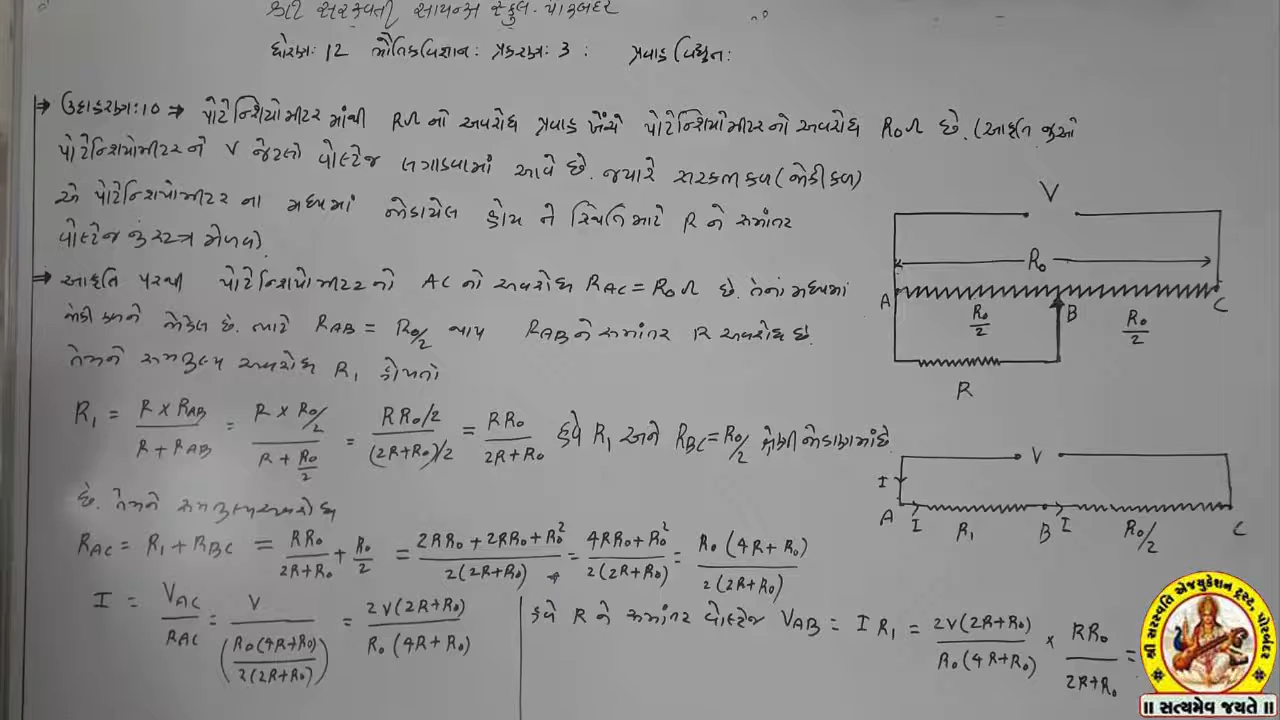 શ્રી સરસ્વતી સાયન્સ સ્કુલ. પોરબંદર
ધોરણ: 12 ભૌતિકવિજ્ઞાન: પ્રકરણ: 3 : પ્રવાહ વિદ્યુત:
⇒ ઉદાહરણ: 10 ⇒ પોટેન્શિયોમીટર માંથી RΩ નો અવરોધ પ્રવાહ ખેંચે પોટેન્શિયોમીટરનો અવરોધ R₀Ω છે. (આકૃતિ જુઓ
પોટેન્શિયોમીટરને V જેટલો વોલ્ટેજ લગાડવામાં આવે છે. જ્યારે સરકતી કળ (જોકી કળ)
એ પોટેન્શિયોમીટર ના મધ્યમાં જોડાયેલ હોય તે સ્થિતિ માટે R ને સમાંતર
વોલ્ટેજ નું સૂત્ર મેળવો.
⇒ આકૃતિ પરથી પોટેન્શિયોમીટરનો AC નો અવરોધ R_AC = R₀Ω છે. તેના મધ્યમાં
જોકી કળને જોડેલ છે. માટે R_AB = R₀/2 થાય R_AB ને સમાંતર R અવરોધ છે.
તેમનો સમતુલ્ય અવરોધ R₁ હોય તો
R₁ = (R × R_AB)/(R + R_AB) = (R × R₀/2)/(R + R₀/2) = (RR₀/2)/((2R+R₀)/2) = RR₀/(2R+R₀) હવે R₁ અને R_BC = R₀/2 શ્રેણી જોડાણમાં છે
છે. તેમનો સમતુલ્ય અવરોધ
R_AC = R₁ + R_BC = RR₀/(2R+R₀) + R₀/2 = (2RR₀ + 2RR₀ + R₀²)/(2(2R+R₀)) = (4RR₀ + R₀²)/(2(2R+R₀)) = R₀(4R+R₀)/(2(2R+R₀))
I = V_AC/R_AC = V/(R₀(4R+R₀)/2(2R+R₀)) = 2V(2R+R₀)/(R₀(4R+R₀))
હવે R ને સમાંતર વોલ્ટેજ V_AB = I R₁ = 2V(2R+R₀)/(R₀(4R+R₀)) × RR₀/(2R+R₀) =
V
R₀
A B C
R₀/2 R₀/2
R
V
I
A I R₁ B I R₀/2 C
શ્રી સરસ્વતિ એજ્યુકેશન ટ્રસ્ટ, પોરબંદર
॥ સત્યમેવ જયતે ॥